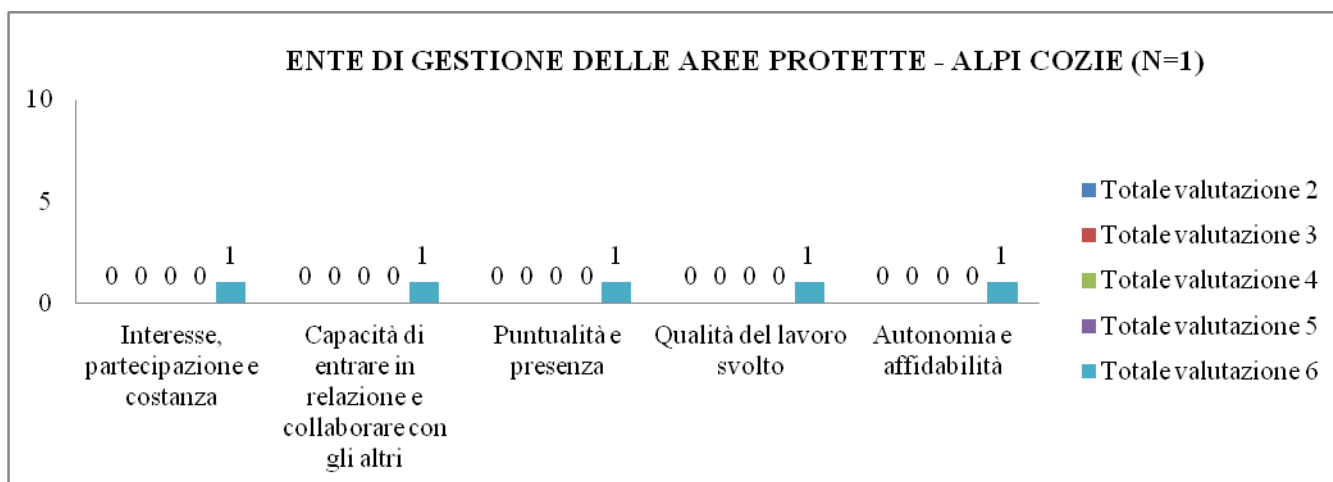 ENTE DI GESTIONE DELLE AREE PROTETTE - ALPI COZIE (N=1)
10
5
0
0 0 0 0 1
0 0 0 0 1
0 0 0 0 1
0 0 0 0 1
0 0 0 0 1
Interesse,
partecipazione e
costanza
Capacità di
entrare in
relazione e
collaborare con
gli altri
Puntualità e
presenza
Qualità del lavoro
svolto
Autonomia e
affidabilità
Totale valutazione 2
Totale valutazione 3
Totale valutazione 4
Totale valutazione 5
Totale valutazione 6